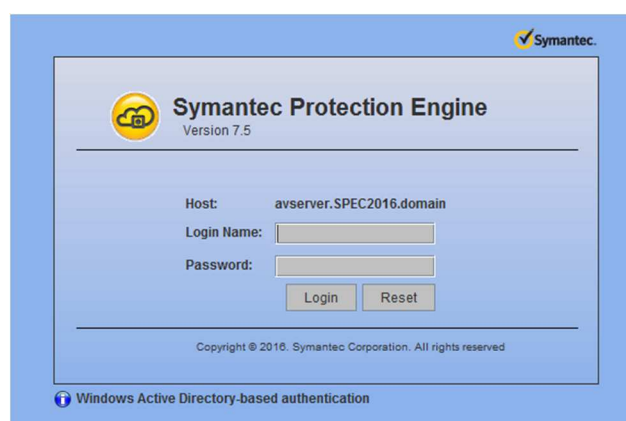 Symantec.
Symantec Protection Engine
Version 7.5
Host: avserver.SPEC2016.domain
Login Name:
Password:
Login Reset
Copyright © 2016. Symantec Corporation. All rights reserved
Windows Active Directory-based authentication